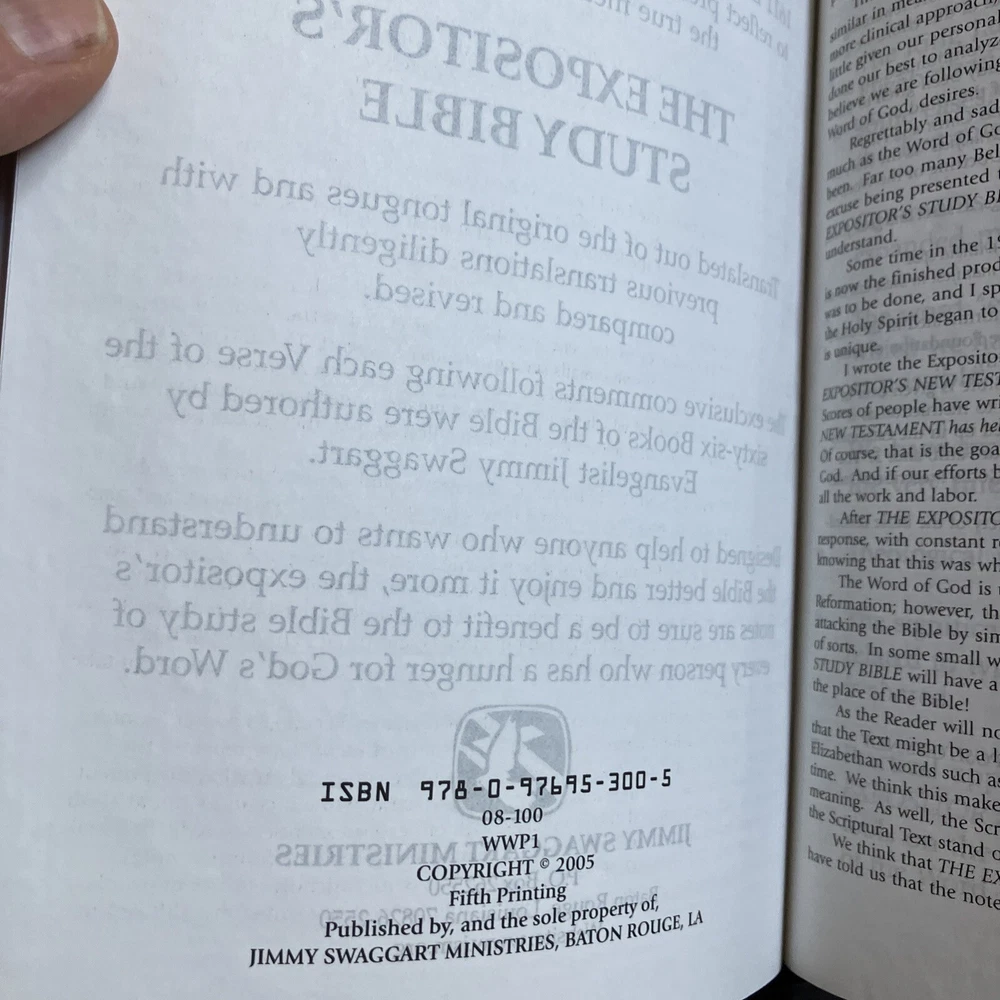 to reflect
the true
THE EXPOSITOR'S
STUDY BIBLE
Translated out of the original tongues and with
previous translations diligently
compared and revised.
The exclusive comments following each Verse of the
sixty-six Books of the Bible were authored by
Evangelist Jimmy Swaggart.
Designed to help anyone who wants to understand
the Bible better and enjoy it more, the expositor's
notes are sure to be a benefit to the Bible study of
every person who has a hunger for God's Word.
ISBN 978-0-97695-300-5
08-100
WWP1
JIMMY SWAGGART MINISTRIES
COPYRIGHT © 2005
Fifth Printing
Published by, and the sole property of,
JIMMY SWAGGART MINISTRIES, BATON ROUGE, LA
similar in
more clinical approach,
little given our personal
done our best to analyz
believe we are following
Word of God, desires.
Regrettably and sad
much as the Word of Go
been. Far too many Bel
excuse being presented
EXPOSITOR'S STUDY BI
understand.
Some time in the 19
is now the finished prod
was to be done, and I sp
the Holy Spirit began to
is unique.
I wrote the Exposito
EXPOSITOR'S NEW TEST
Scores of people have wri
NEW TESTAMENT has hel
Of course, that is the goa
God. And if our efforts b
all the work and labor.
After THE EXPOSITO
response, with constant re
knowing that this was wh
The Word of God is
Reformation; however, th
attacking the Bible by sim
of sorts. In some small w
STUDY BIBLE will have a
the place of the Bible!
As the Reader will no
that the Text might be a li
Elizabethan words such as
time. We think this make
meaning. As well, the Scr
the Scriptural Text stand o
We think that THE EX
have told us that the note